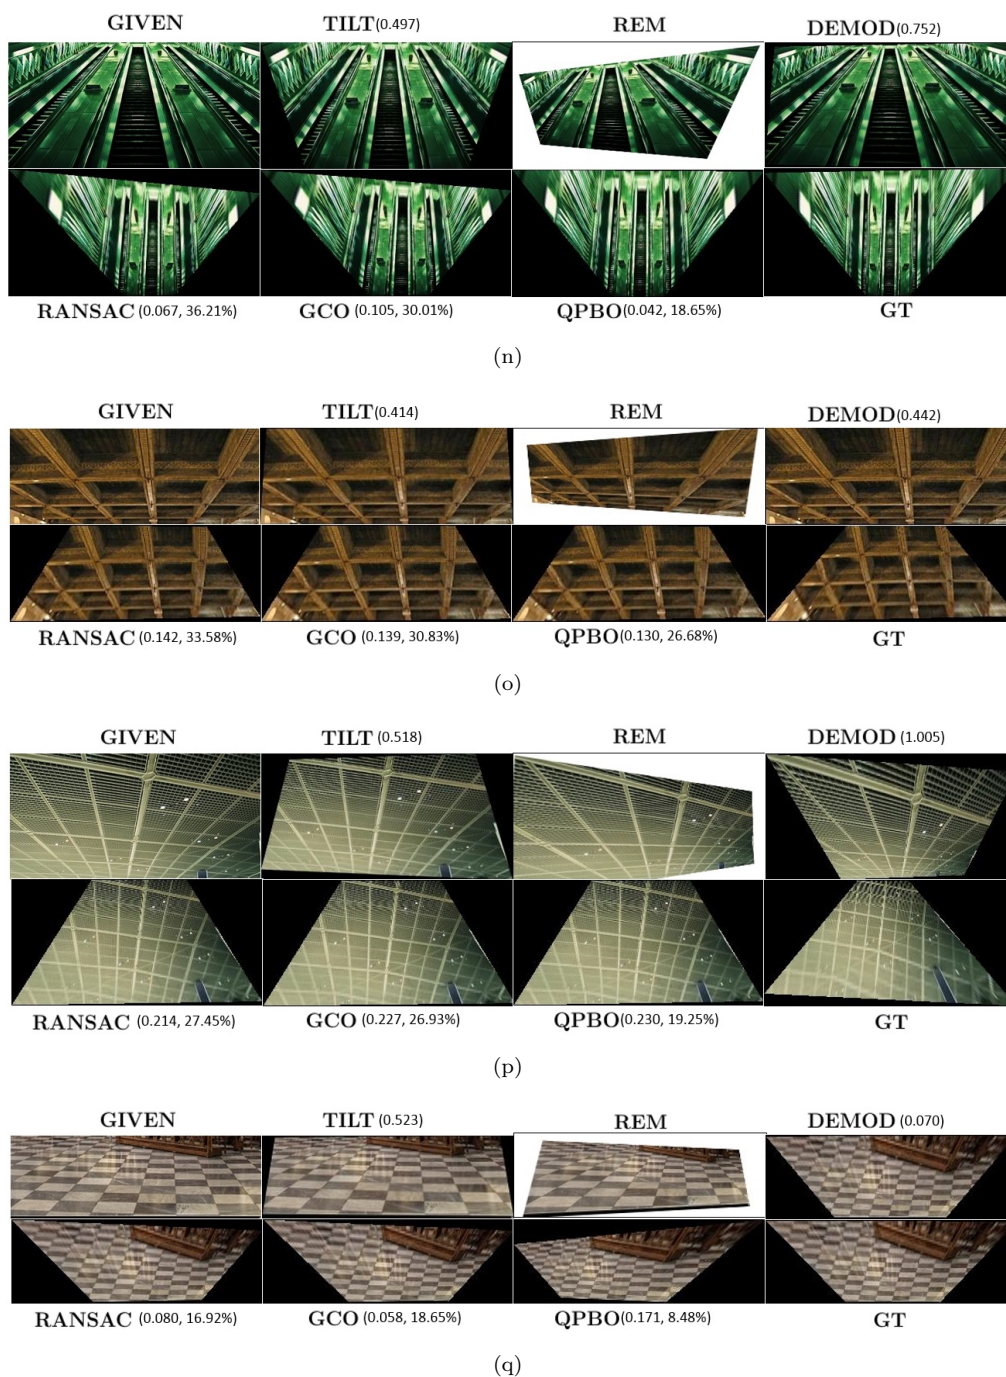 GIVEN TILT(0.497) REM DEMOD(0.752)
RANSAC (0.067, 36.21%) GCO (0.105, 30.01%) QPBO(0.042, 18.65%) GT
(n)
GIVEN TILT(0.414) REM DEMOD(0.442)
RANSAC (0.142, 33.58%) GCO (0.139, 30.83%) QPBO(0.130, 26.68%) GT
(o)
GIVEN TILT(0.518) REM DEMOD (1.005)
RANSAC (0.214, 27.45%) GCO (0.227, 26.93%) QPBO(0.230, 19.25%) GT
(p)
GIVEN TILT(0.523) REM DEMOD (0.070)
RANSAC (0.080, 16.92%) GCO (0.058, 18.65%) QPBO(0.171, 8.48%) GT
(q)